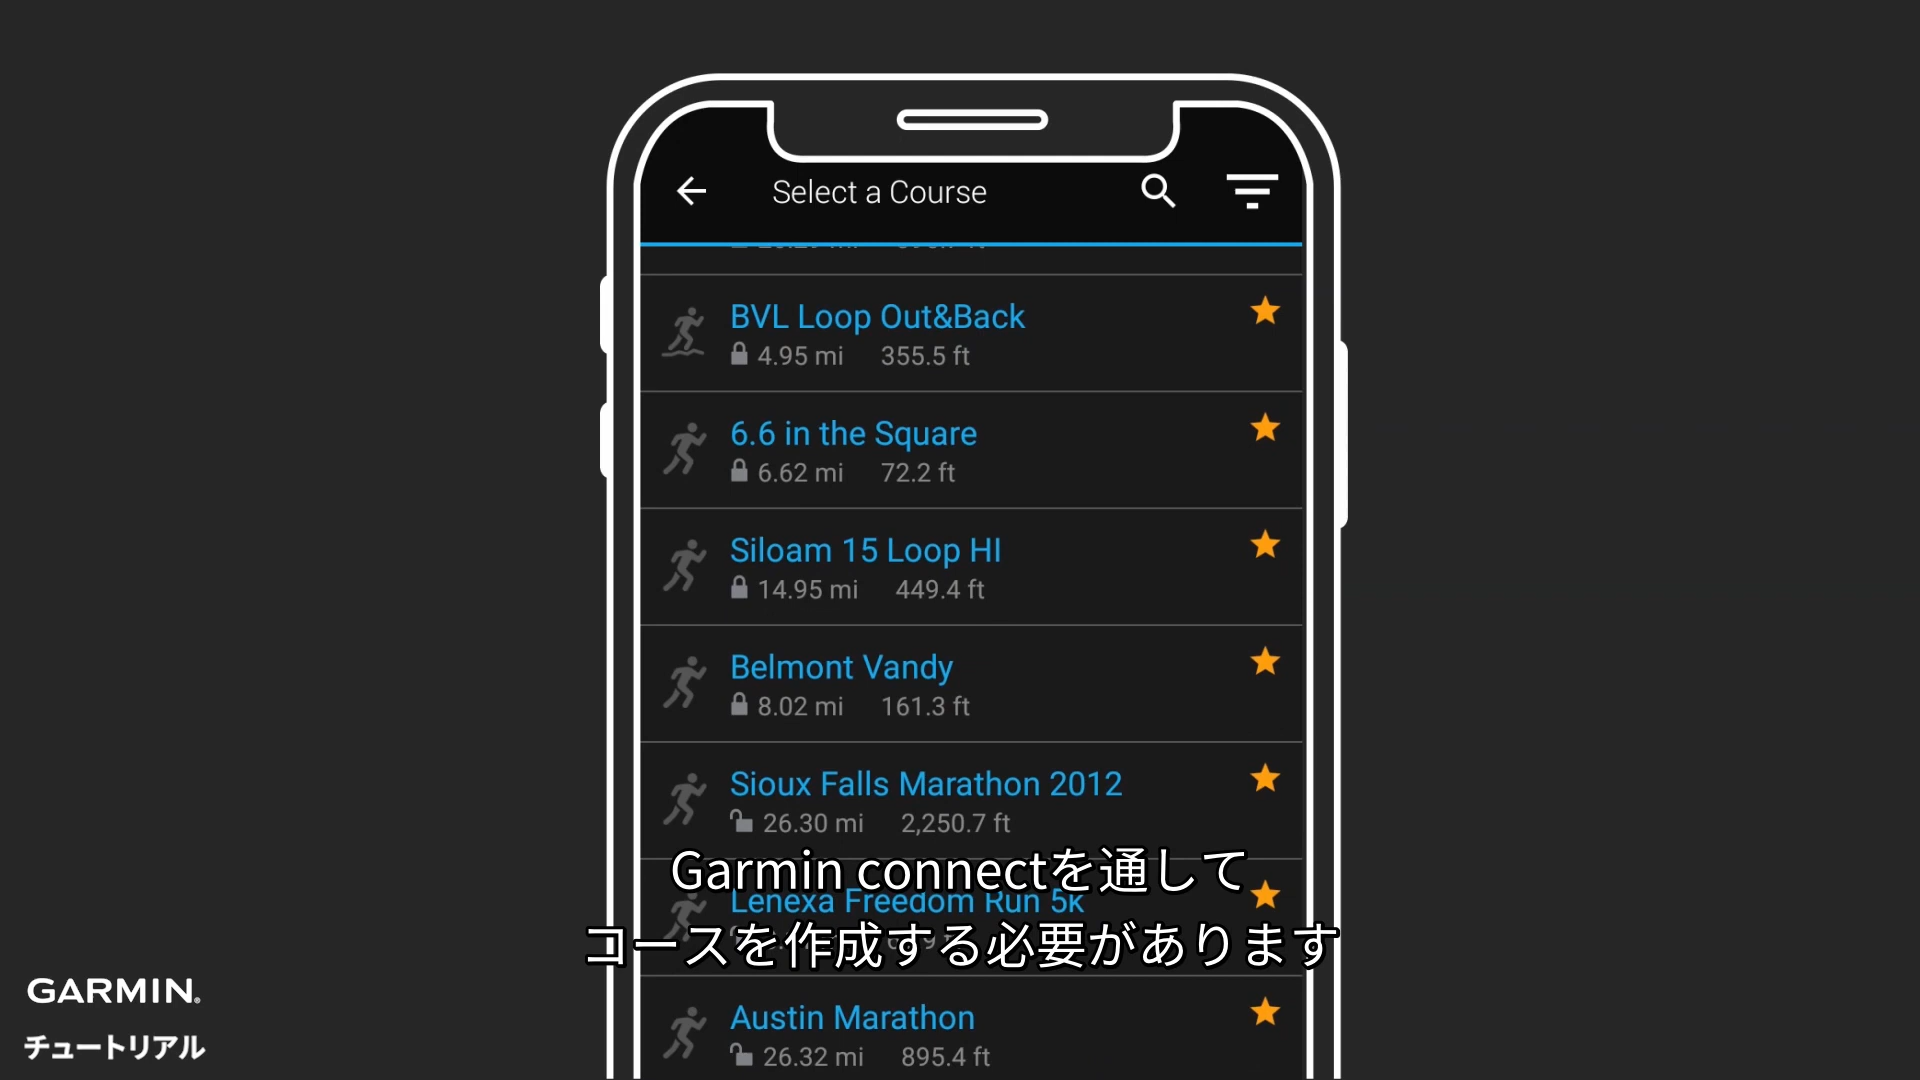 Select a Course
BVL Loop Out&Back
4.95 mi 355.5 ft
6.6 in the Square
6.62 mi 72.2 ft
Siloam 15 Loop HI
14.95 mi 449.4 ft
Belmont Vandy
8.02 mi 161.3 ft
Sioux Falls Marathon 2012
26.30 mi 2,250.7 ft
Garmin connectを通して
Lenexa Freedom Run 5k
コースを作成する必要があります
Austin Marathon
26.32 mi 895.4 ft
GARMIN
チュートリアル